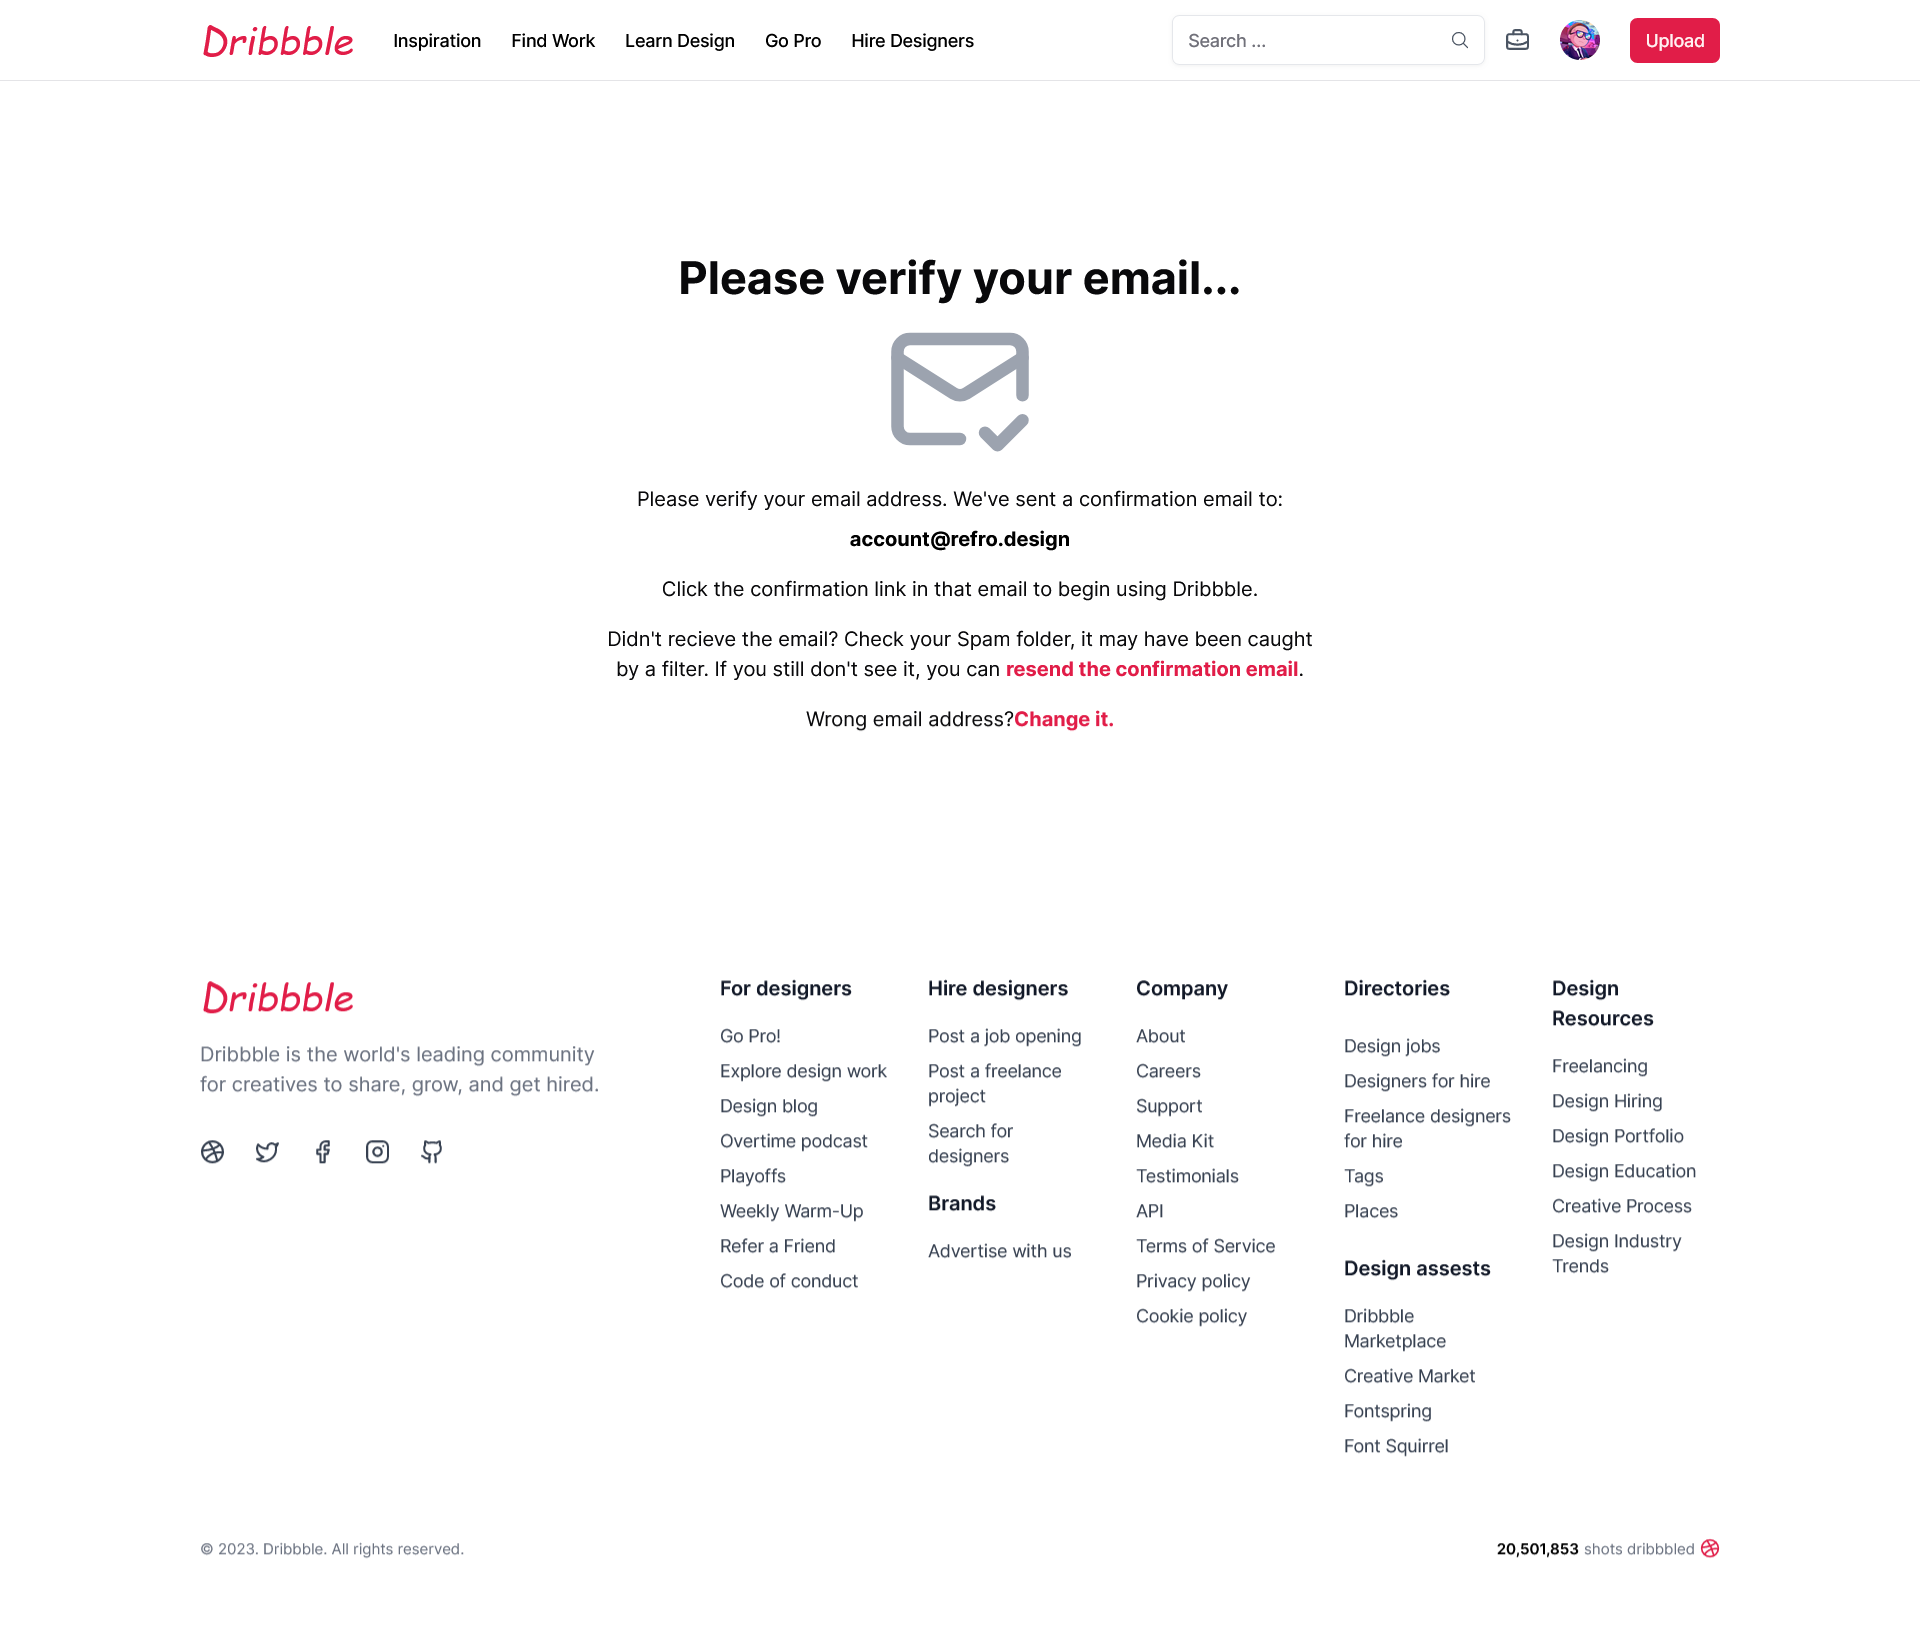 Dribbble
Inspiration
Find Work
Learn Design
Go Pro
Hire Designers
Search ...
Upload
Please verify your email...
Please verify your email address. We've sent a confirmation email to:
account@refro.design
Click the confirmation link in that email to begin using Dribbble.
Didn't recieve the email? Check your Spam folder, it may have been caught
by a filter. If you still don't see it, you can resend the confirmation email.
Wrong email address?Change it.
Dribbble
Dribbble is the world's leading community
for creatives to share, grow, and get hired.
For designers
Go Pro!
Explore design work
Design blog
Overtime podcast
Playoffs
Weekly Warm-Up
Refer a Friend
Code of conduct
Hire designers
Post a job opening
Post a freelance
project
Search for
designers
Brands
Advertise with us
Company
About
Careers
Support
Media Kit
Testimonials
API
Terms of Service
Privacy policy
Cookie policy
Directories
Design jobs
Designers for hire
Freelance designers
for hire
Tags
Places
Design assests
Dribbble
Marketplace
Creative Market
Fontspring
Font Squirrel
Design
Resources
Freelancing
Design Hiring
Design Portfolio
Design Education
Creative Process
Design Industry
Trends
© 2023. Dribbble. All rights reserved.
20,501,853 shots dribbbled